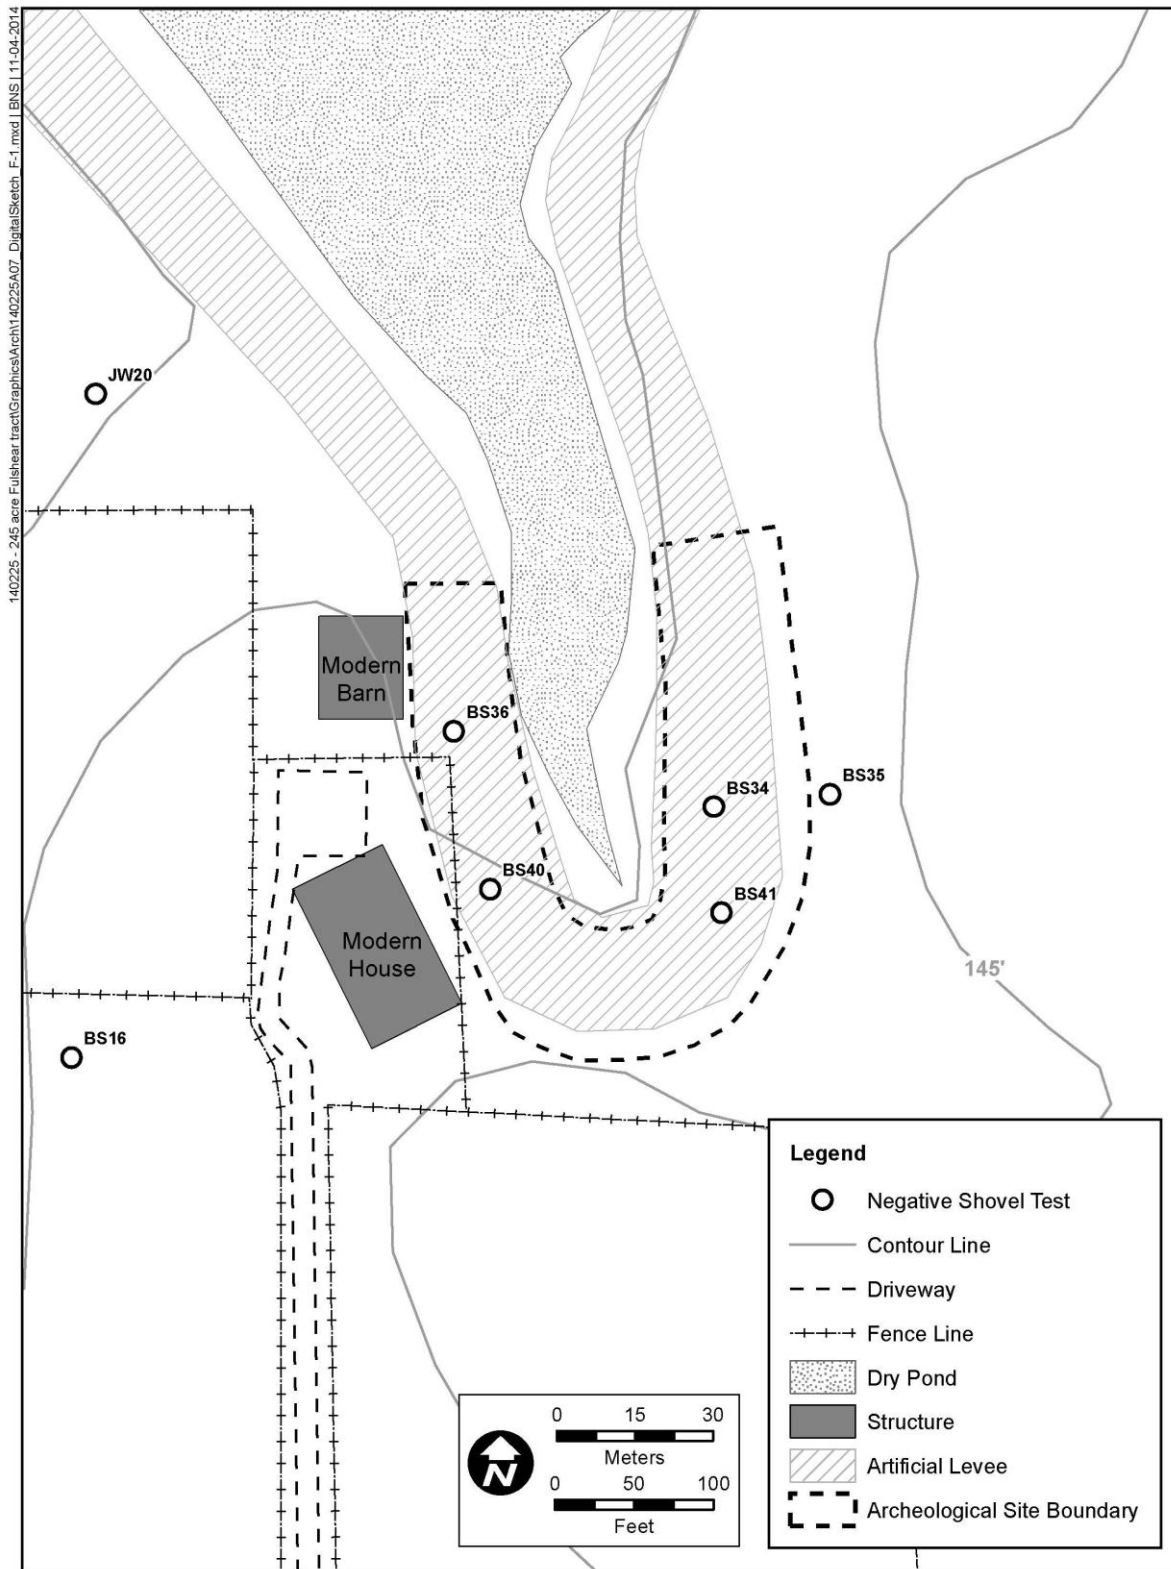 140225 - 245 acre Fulshear tract\Graphics\Arch\140225A07_DigitalSketch_F-1.mxd | BNS | 11-04-2014
JW20
Modern
Barn
BS36
BS34
BS35
BS40
BS41
Modern
House
145'
BS16
Legend
Negative Shovel Test
Contour Line
Driveway
Fence Line
Dry Pond
Structure
Artificial Levee
Archeological Site Boundary
N
0 15 30
Meters
0 50 100
Feet